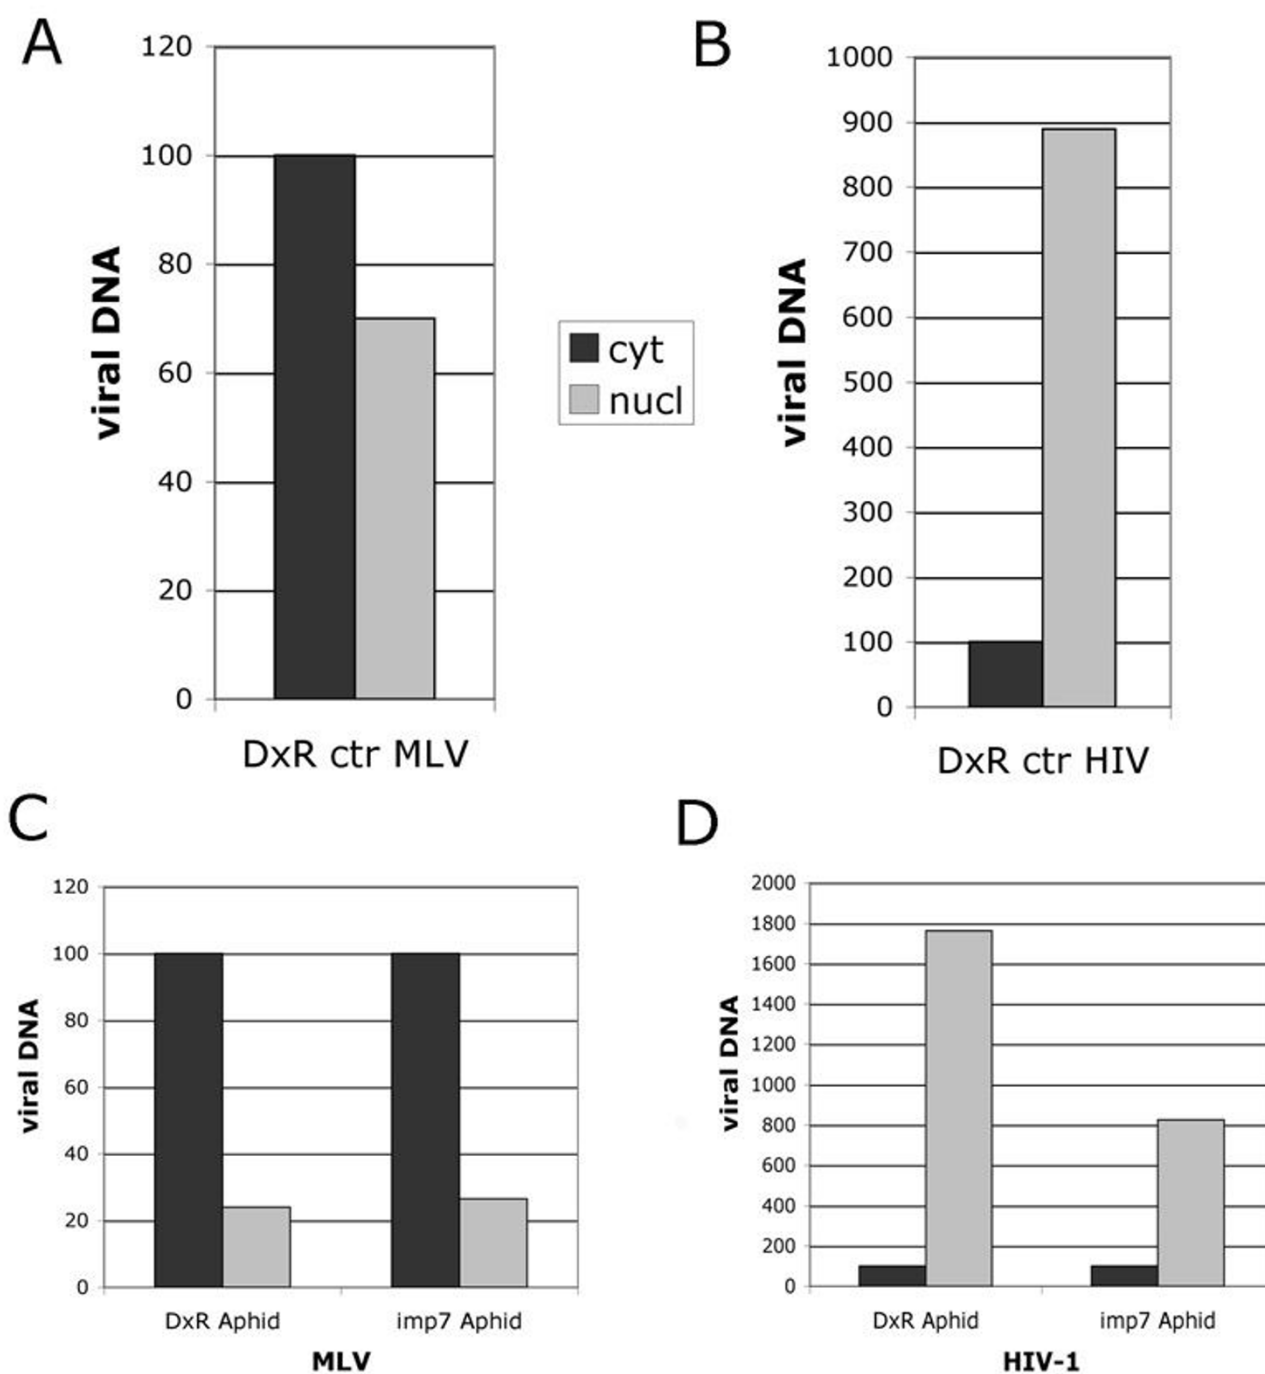 A
120
100
80
60
40
20
0
viral DNA
DxR ctr MLV
cyt
nucl
B
1000
900
800
700
600
500
400
300
200
100
0
viral DNA
DxR ctr HIV
C
120
100
80
60
40
20
0
viral DNA
DxR Aphid
imp7 Aphid
MLV
D
2000
1800
1600
1400
1200
1000
800
600
400
200
0
viral DNA
DxR Aphid
imp7 Aphid
HIV-1